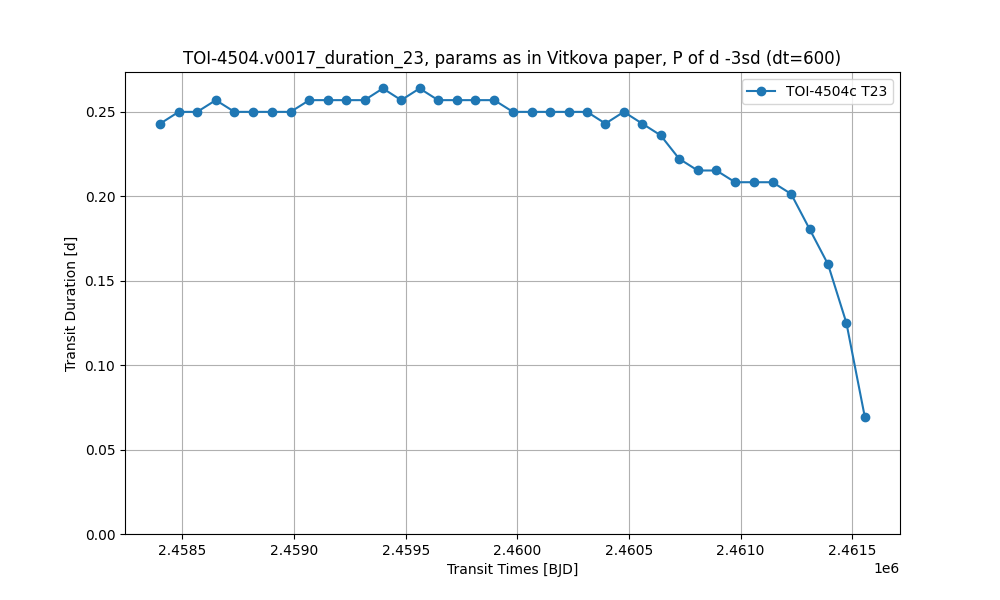 TOI-4504.v0017_duration_23, params as in Vitkova paper, P of d -3sd (dt=600)
TOI-4504c T23
Transit Duration [d]
0.25
0.20
0.15
0.10
0.05
0.00
2.4585 2.4590 2.4595 2.4600 2.4605 2.4610 2.4615
1e6
Transit Times [BJD]